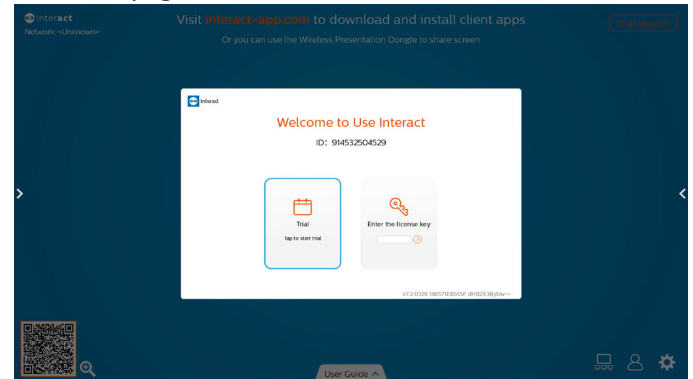 interact
Network: <Unknown>
Visit interact-app.com to download and install client apps
Or you can use the Wireless Presentation Dongle to share screen
Trial Version
Interact
Welcome to Use Interact
ID: 914532504529
Trial
Tap to start trial
Enter the license key
User Guide